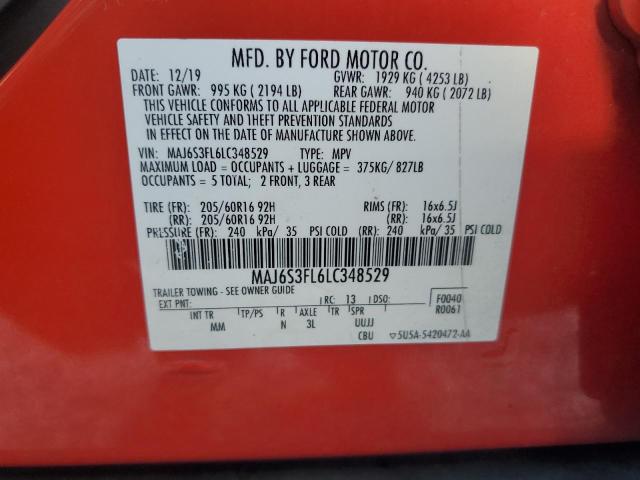 MFD. BY FORD MOTOR CO.
DATE: 12/19 GVWR: 1929 KG ( 4253 LB)
FRONT GAWR: 995 KG ( 2194 LB) REAR GAWR: 940 KG ( 2072 LB)
THIS VEHICLE CONFORMS TO ALL APPLICABLE FEDERAL MOTOR
VEHICLE SAFETY AND THEFT PREVENTION STANDARDS
IN EFFECT ON THE DATE OF MANUFACTURE SHOWN ABOVE.
VIN: MAJ6S3FL6LC348529 TYPE: MPV
MAXIMUM LOAD = OCCUPANTS + LUGGAGE = 375KG/ 827LB
OCCUPANTS = 5 TOTAL; 2 FRONT, 3 REAR
TIRE (FR): 205/60R16 92H RIMS (FR): 16x6.5J
(RR): 205/60R16 92H (RR): 16x6.5J
PRESSURE (FR): 240 kPa/ 35 PSI COLD (RR): 240 kPa/ 35 PSI COLD
MAJ6S3FL6LC348529
TRAILER TOWING - SEE OWNER GUIDE
EXT PNT: RC: 13 DSO: F0040
INT TR TP/PS R AXLE TR SPR R0061
MM N 3L UUJJ
CBU ▽5U5A-5420472-AA